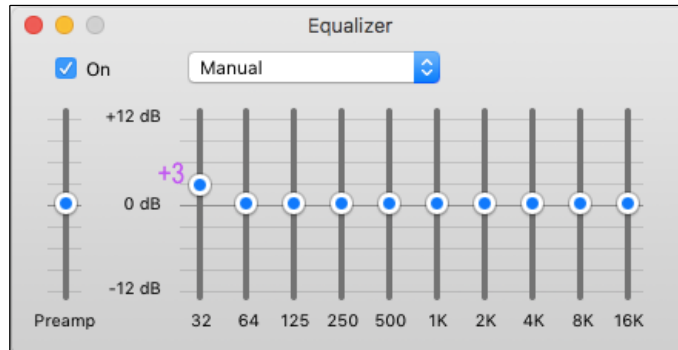 Equalizer
On
Manual
+12 dB
+3
0 dB
-12 dB
Preamp 32 64 125 250 500 1K 2K 4K 8K 16K